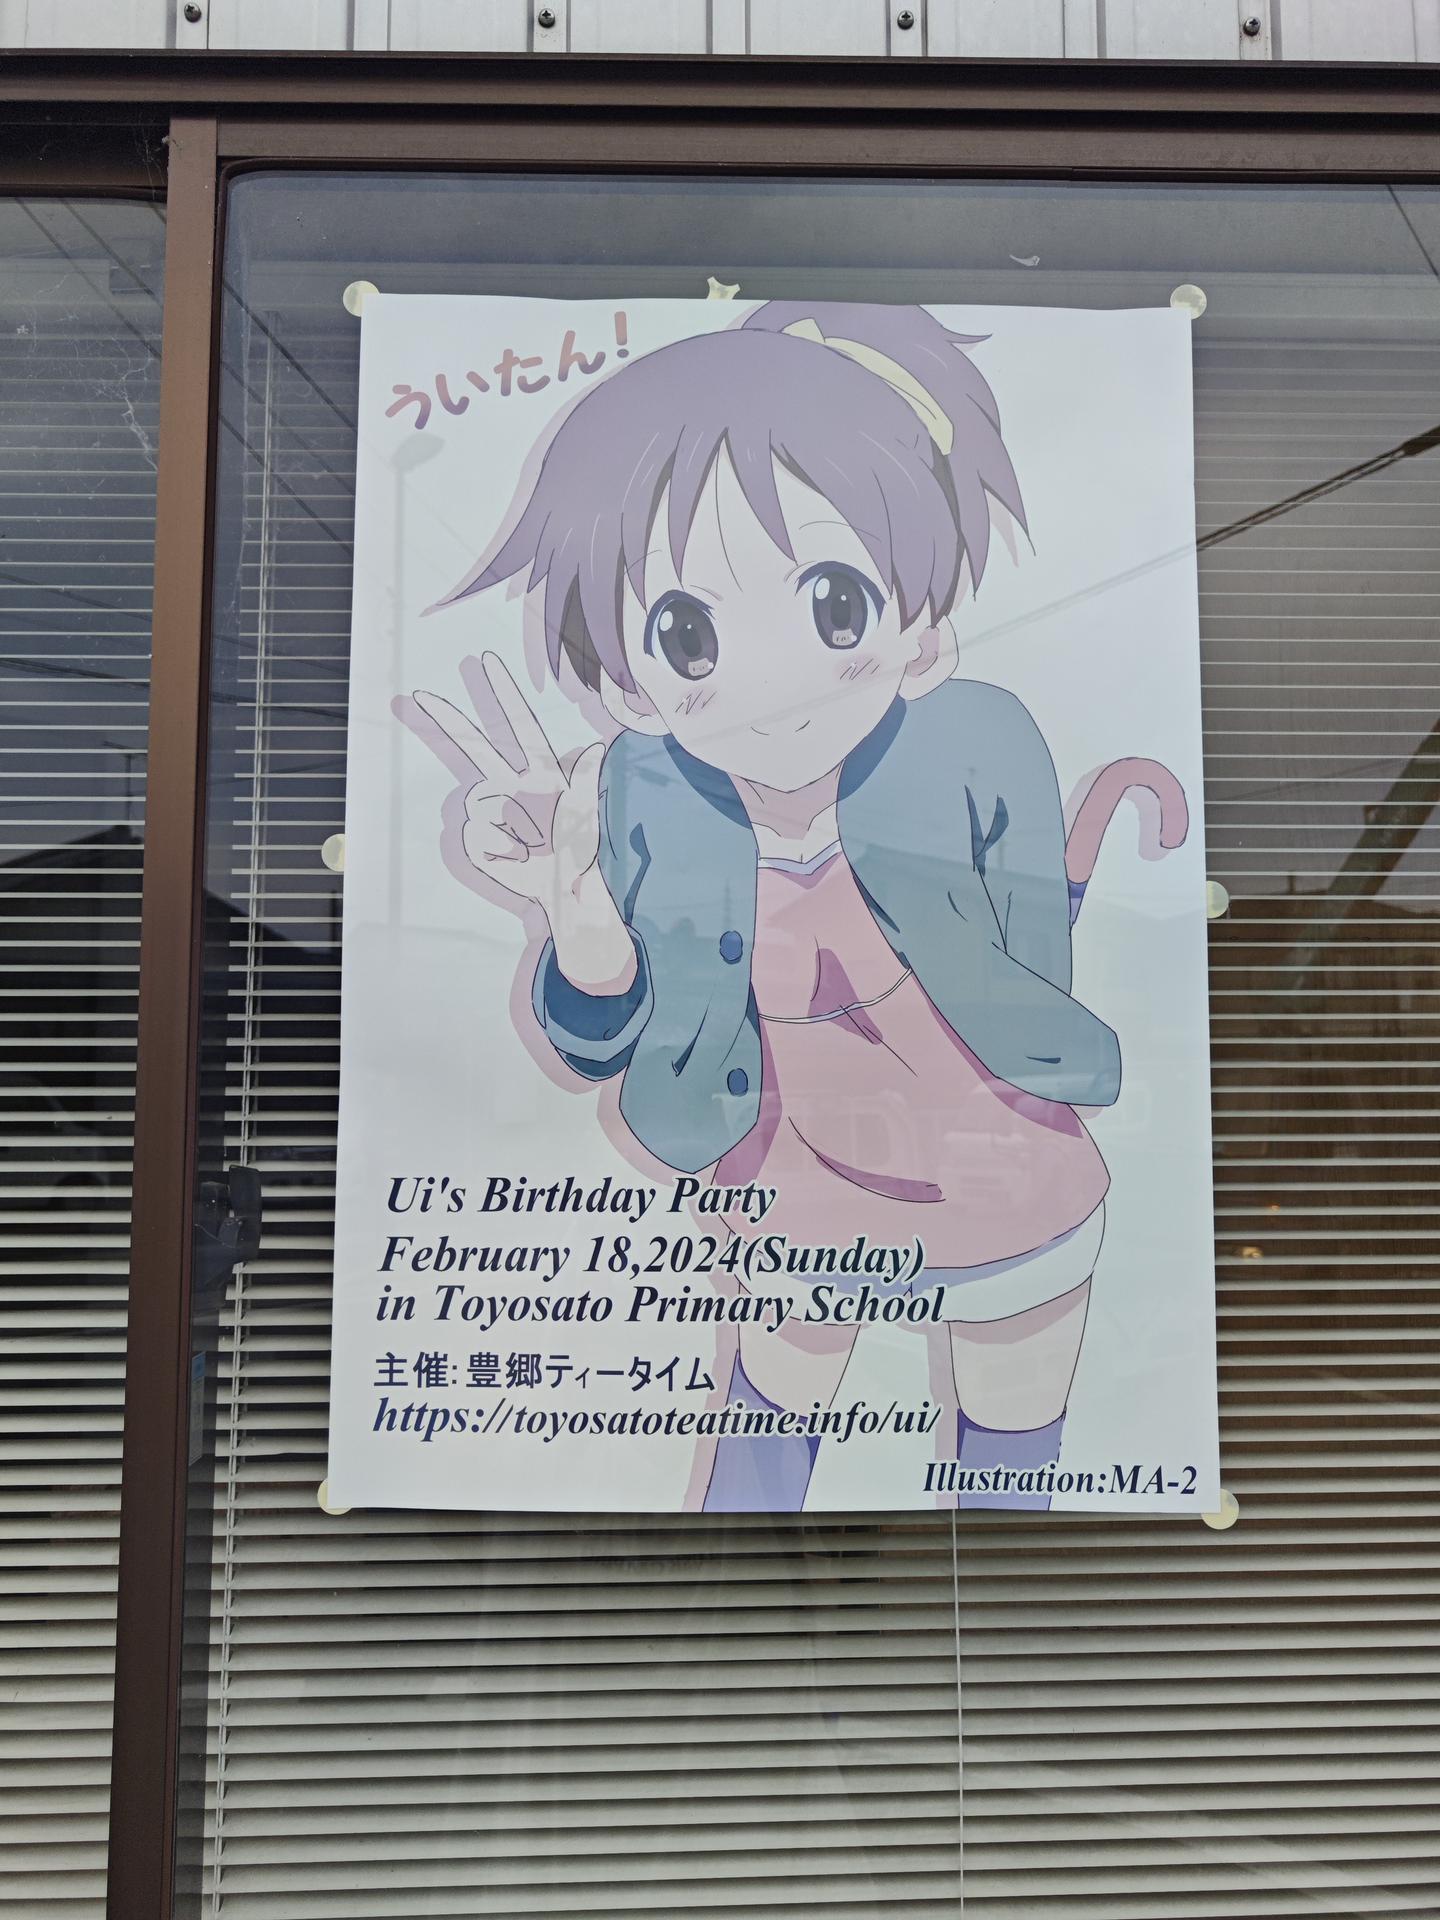 ういたん!
Ui's Birthday Party
February 18,2024(Sunday)
in Toyosato Primary School
主催:豊郷ティータイム
https://toyosatoteatime.info/ui/
Illustration:MA-2